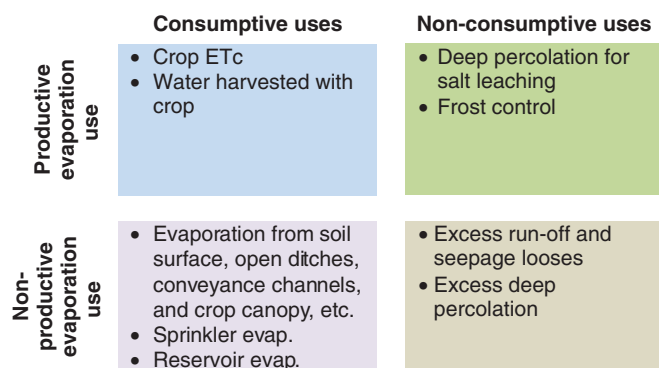 Consumptive uses
Non-consumptive uses
Productive
evaporation
use
• Crop ETc
• Water harvested with
crop
• Deep percolation for
salt leaching
• Frost control
Non-
productive
evaporation
use
• Evaporation from soil
surface, open ditches,
conveyance channels,
and crop canopy, etc.
• Sprinkler evap.
• Reservoir evap.
• Excess run-off and
seepage looses
• Excess deep
percolation